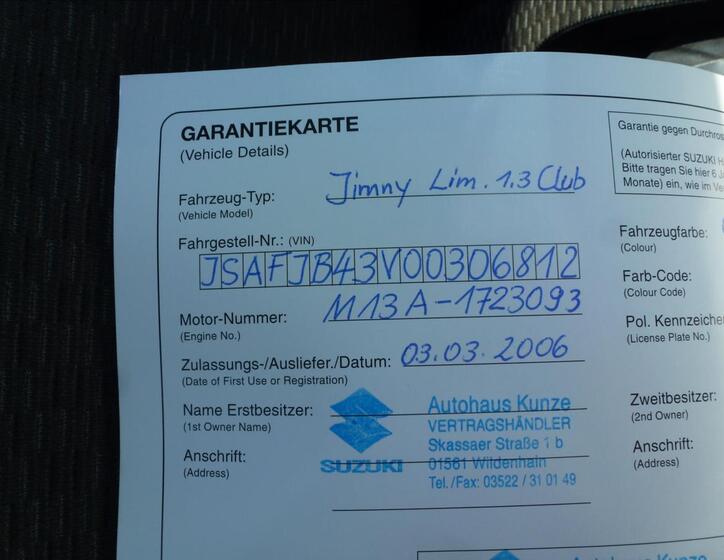 GARANTIEKARTE
(Vehicle Details)
Fahrzeug-Typ: Jimny Lim. 1.3 Club
(Vehicle Model)
Fahrgestell-Nr.: (VIN)
JSAFJB43V00306812
Motor-Nummer: M13A-1723093
(Engine No.)
Zulassungs-/Ausliefer./Datum: 03.03.2006
(Date of First Use or Registration)
Name Erstbesitzer:
(1st Owner Name)
Anschrift:
(Address)
SUZUKI
Autohaus Kunze
VERTRAGSHÄNDLER
Skassaer Straße 1 b
01561 Wildenhain
Tel./Fax: 03522 / 31 01 49
Garantie gegen Durchros
(Autorisierter SUZUKI H
Bitte tragen Sie hier 6 J
Monate) ein, wie im Ve
Fahrzeugfarbe:
(Colour)
Farb-Code:
(Colour Code)
Pol. Kennzeichen
(License Plate No.)
Zweitbesitzer:
(2nd Owner)
Anschrift:
(Address)